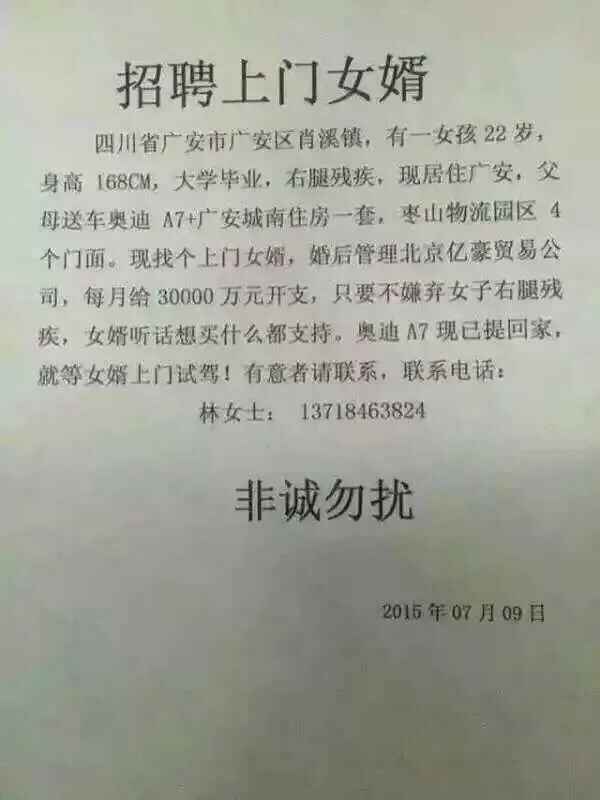 招聘上门女婿
四川省广安市广安区肖溪镇，有一女孩 22 岁，
身高 168CM，大学毕业，右腿残疾，现居住广安，父
母送车奥迪 A7+广安城南住房一套，枣山物流园区 4
个门面。现找个上门女婿，婚后管理北京亿豪贸易公
司，每月给 30000 万元开支，只要不嫌弃女子右腿残
疾，女婿听话想买什么都支持。奥迪 A7 现已提回家，
就等女婿上门试驾！有意者请联系，联系电话：
林女士： 13718463824
非诚勿扰
2015 年 07 月 09 日